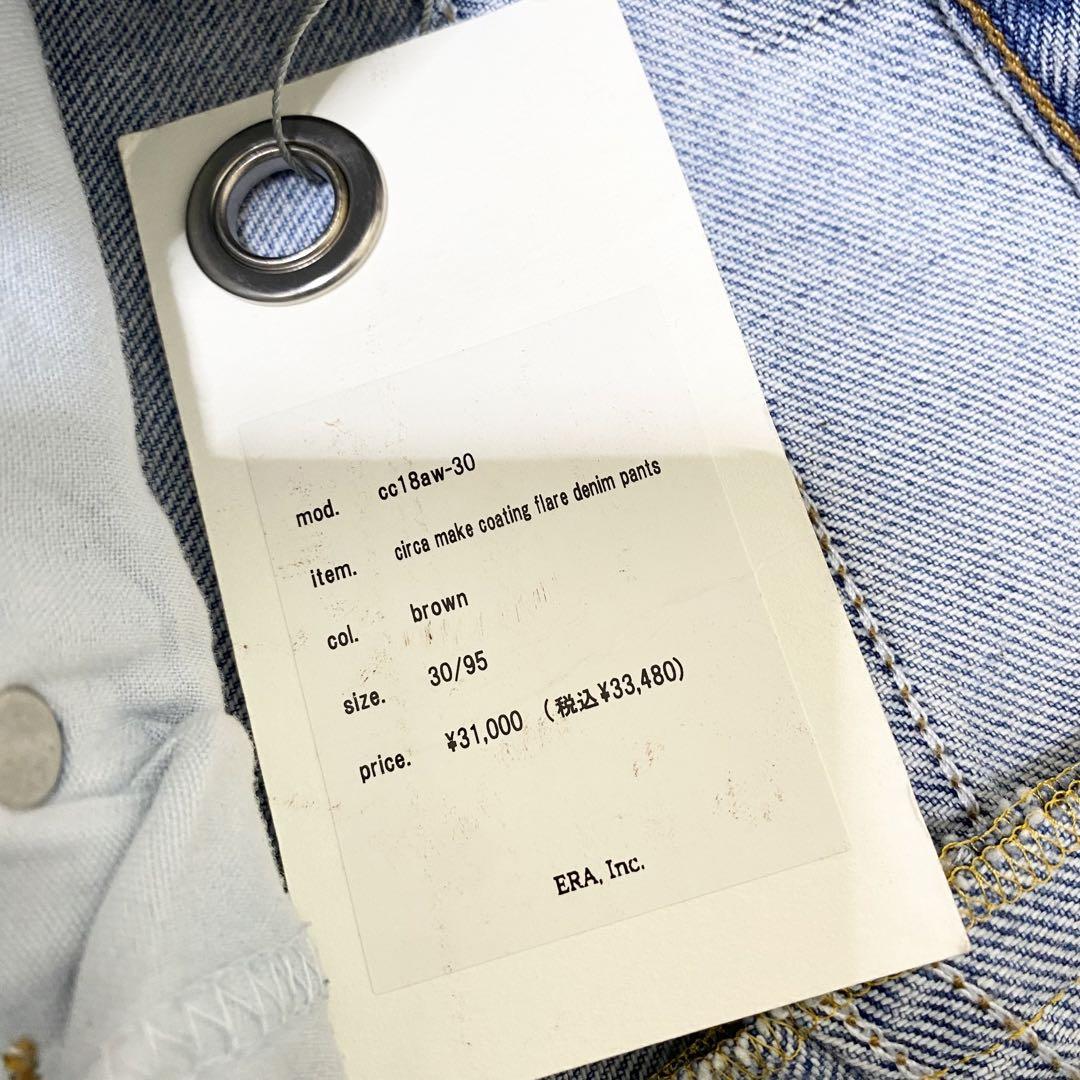 mod. cc18aw-30
item. circa make coating flare denim pants
col. brown
size. 30/95
price. ¥31,000 (税込¥33,480)
ERA, Inc.